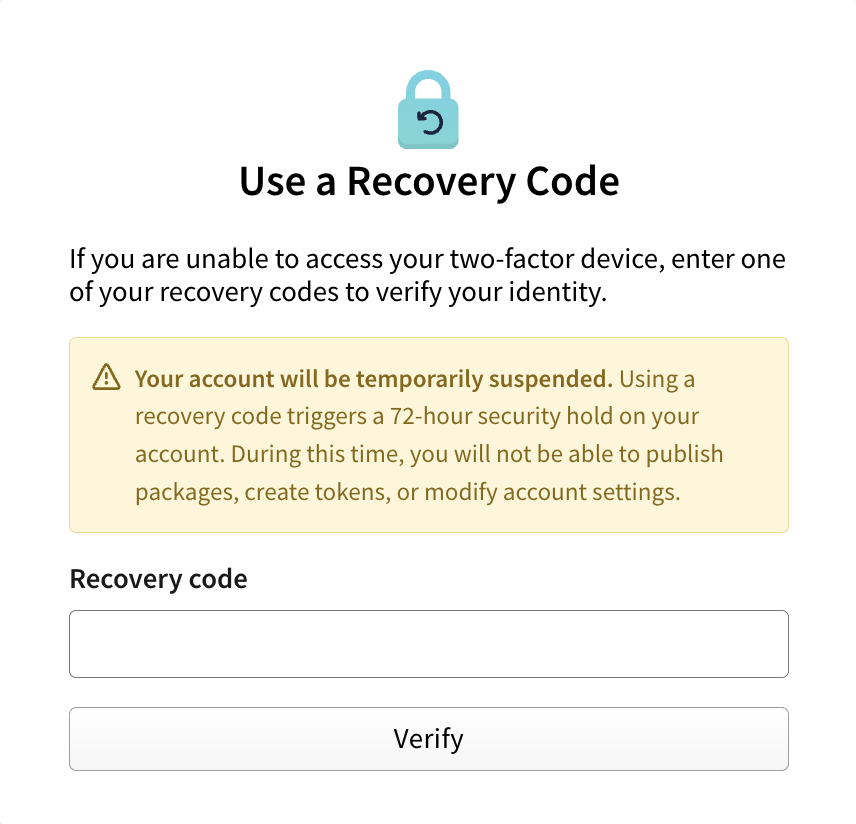 Use a Recovery Code
If you are unable to access your two-factor device, enter one
of your recovery codes to verify your identity.
Your account will be temporarily suspended. Using a
recovery code triggers a 72-hour security hold on your
account. During this time, you will not be able to publish
packages, create tokens, or modify account settings.
Recovery code
Verify